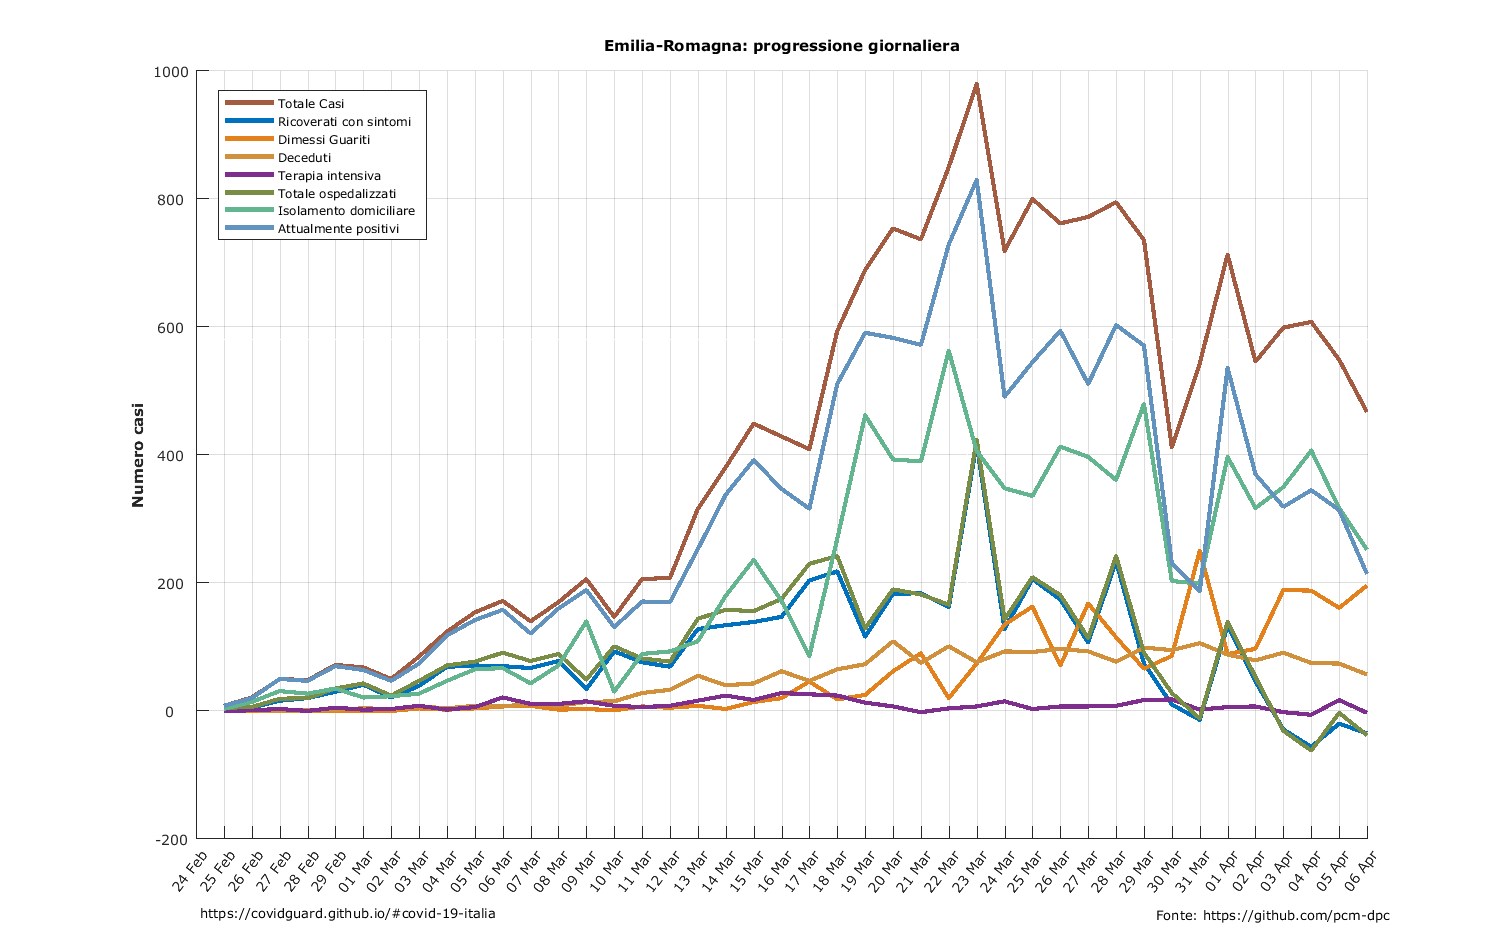 Emilia-Romagna: progressione giornaliera
1000
800
600
400
200
0
-200
Numero casi
Totale Casi
Ricoverati con sintomi
Dimessi Guariti
Deceduti
Terapia intensiva
Totale ospedalizzati
Isolamento domiciliare
Attualmente positivi
24 Feb
25 Feb
26 Feb
27 Feb
28 Feb
29 Feb
01 Mar
02 Mar
03 Mar
04 Mar
05 Mar
06 Mar
07 Mar
08 Mar
09 Mar
10 Mar
11 Mar
12 Mar
13 Mar
14 Mar
15 Mar
16 Mar
17 Mar
18 Mar
19 Mar
20 Mar
21 Mar
22 Mar
23 Mar
24 Mar
25 Mar
26 Mar
27 Mar
28 Mar
29 Mar
30 Mar
31 Mar
01 Apr
02 Apr
03 Apr
04 Apr
05 Apr
06 Apr
https://covidguard.github.io/#covid-19-italia
Fonte: https://github.com/pcm-dpc